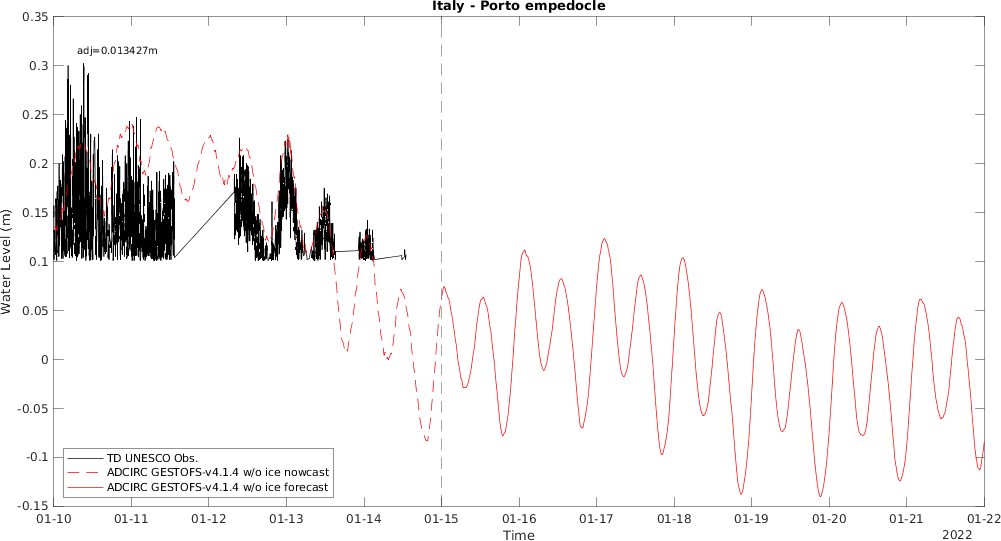 Italy - Porto empedocle
adj=0.013427m
Water Level (m)
0.35
0.3
0.25
0.2
0.15
0.1
0.05
0
-0.05
-0.1
-0.15
TD UNESCO Obs.
ADCIRC GESTOFS-v4.1.4 w/o ice nowcast
ADCIRC GESTOFS-v4.1.4 w/o ice forecast
01-10 01-11 01-12 01-13 01-14 01-15 01-16 01-17 01-18 01-19 01-20 01-21 01-22
Time
2022